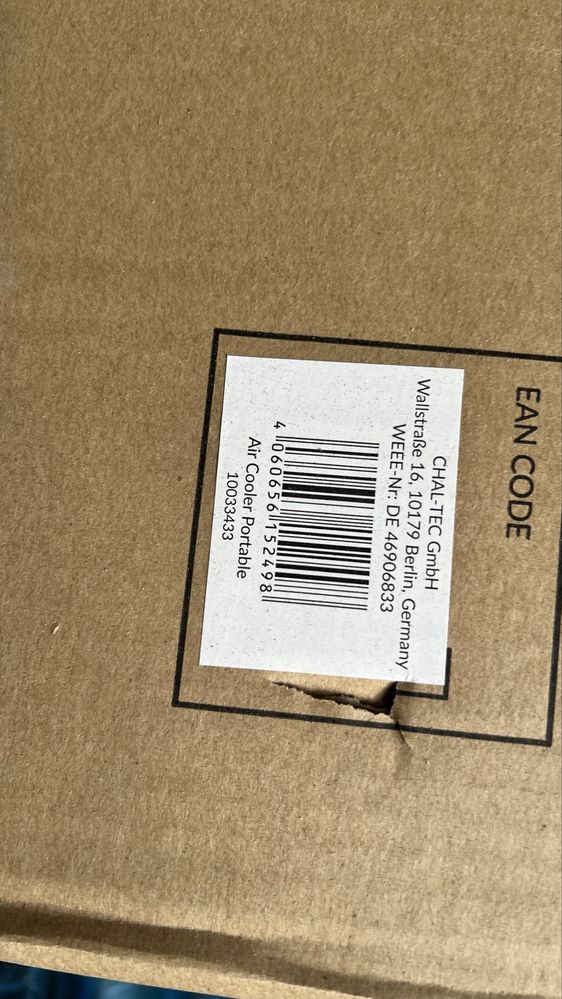 EAN CODE
CHAL-TEC GmbH
Wallstraße 16, 10179 Berlin, Germany
WEEE-Nr: DE 46906833
4 060656 152498
Air Cooler Portable
10033433